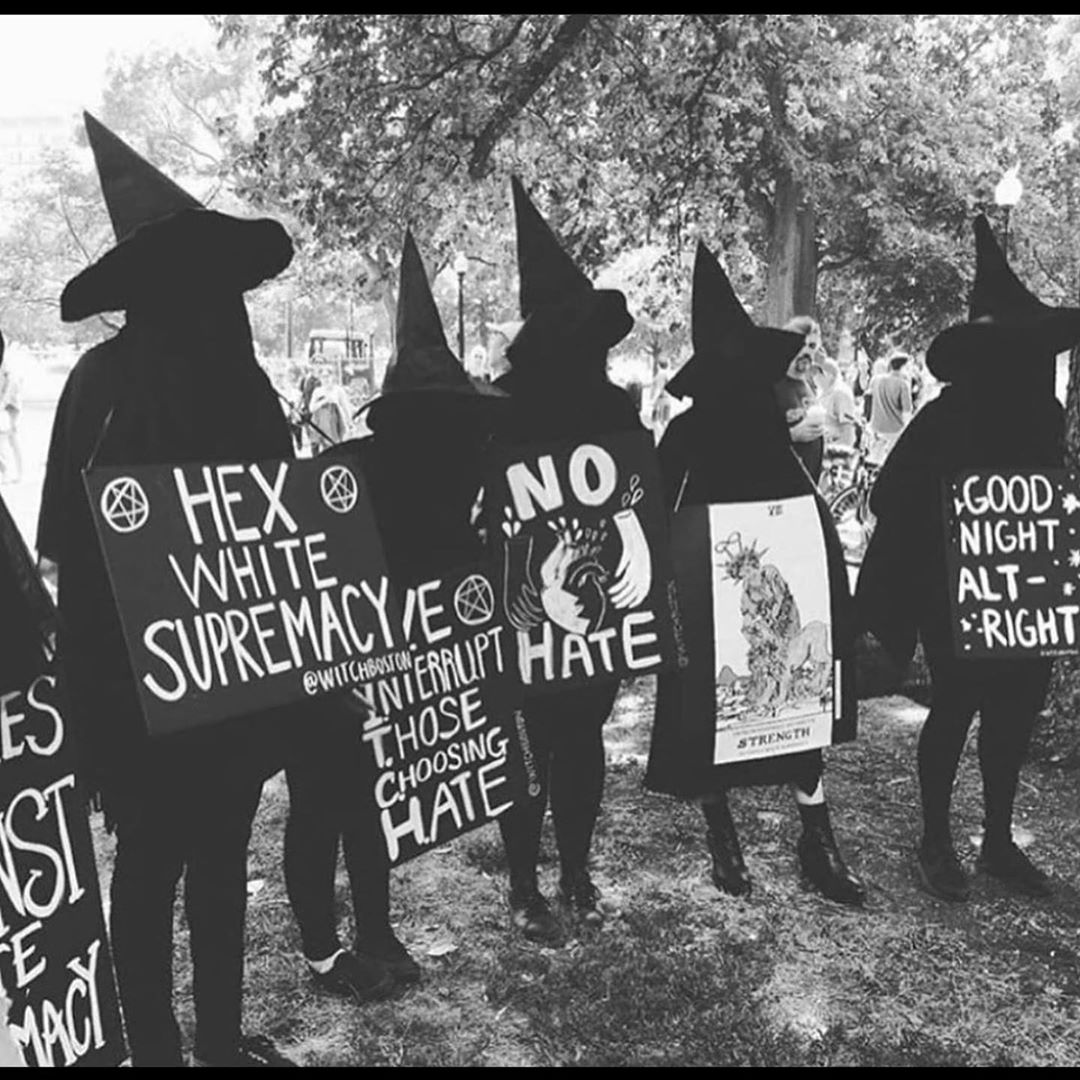 ES
NST
TE
MACY
HEX
WHITE
SUPREMACY
@WITCHBOSTON
WE
INTERRUPT
THOSE
CHOOSING
HATE
NO
HATE
VIII
STRENGTH
GOOD
NIGHT
ALT-
RIGHT